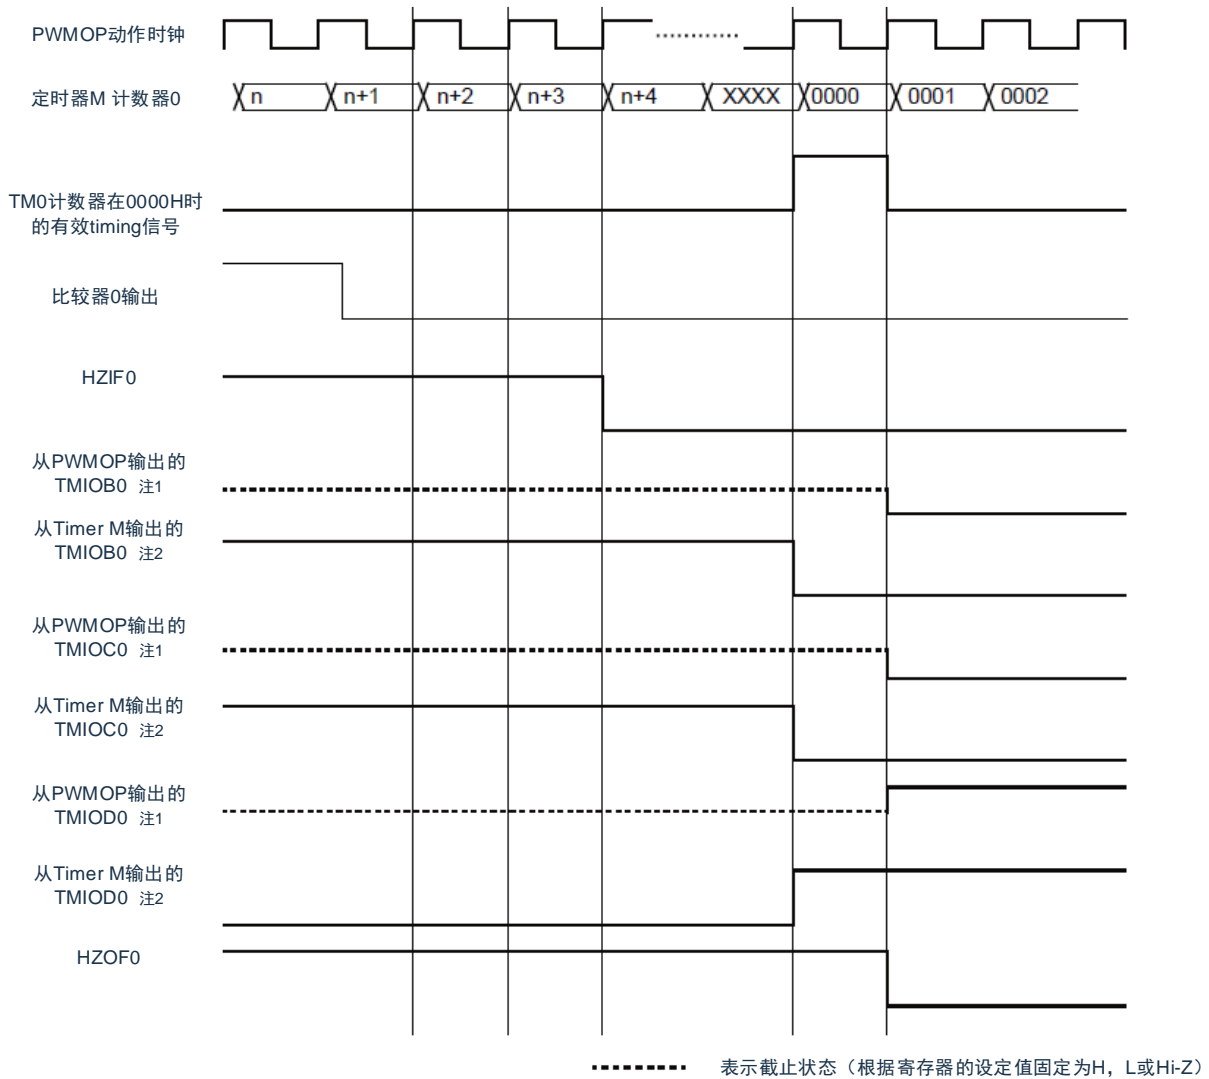 PWMOP动作时钟
定时器M 计数器0
n n+1 n+2 n+3 n+4 XXXX 0000 0001 0002
TM0计数器在0000H时
的有效timing信号
比较器0输出
HZIF0
从PWMOP输出的
TMIOB0 注1
从Timer M输出的
TMIOB0 注2
从PWMOP输出的
TMIOC0 注1
从Timer M输出的
TMIOC0 注2
从PWMOP输出的
TMIOD0 注1
从Timer M输出的
TMIOD0 注2
HZOF0
表示截止状态（根据寄存器的设定值固定为H，L或Hi-Z）